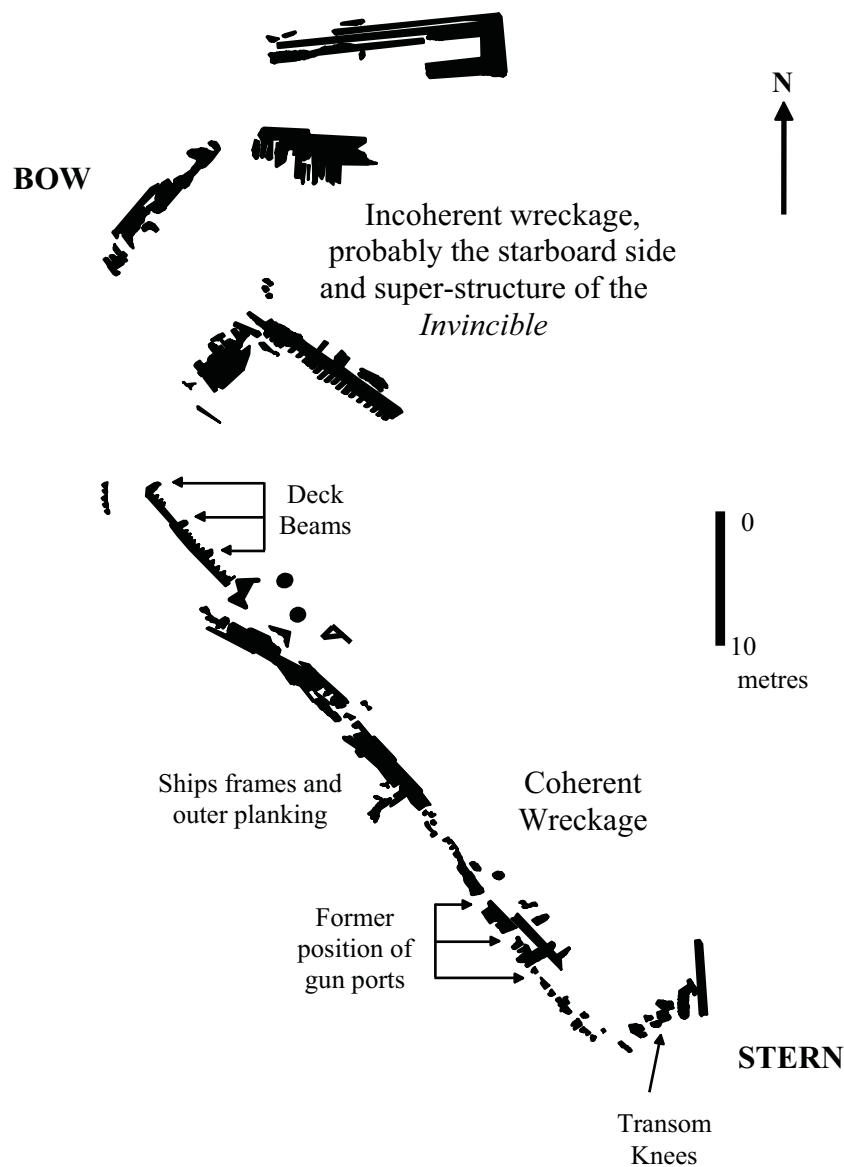 N
BOW
Incoherent wreckage,
probably the starboard side
and super-structure of the
Invincible
Deck
Beams
0
10
metres
Ships frames and
outer planking
Coherent
Wreckage
Former
position of
gun ports
STERN
Transom
Knees